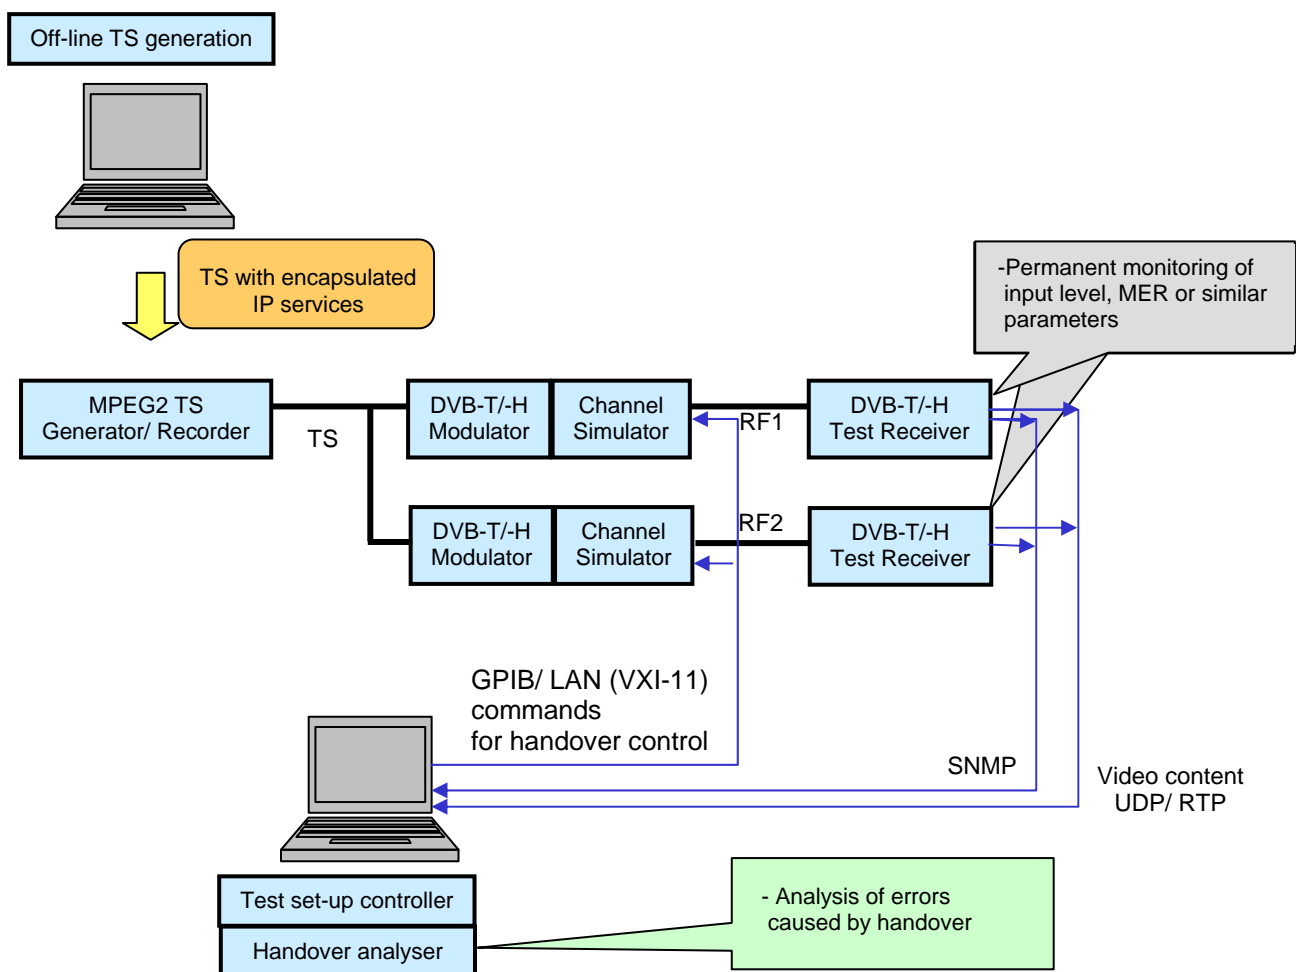 Off-line TS generation
TS with encapsulated
IP services
-Permanent monitoring of
input level, MER or similar
parameters
MPEG2 TS
Generator/ Recorder
TS
DVB-T/-H
Modulator
Channel
Simulator
RF1
DVB-T/-H
Test Receiver
DVB-T/-H
Modulator
Channel
Simulator
RF2
DVB-T/-H
Test Receiver
GPIB/ LAN (VXI-11)
commands
for handover control
SNMP
Video content
UDP/ RTP
Test set-up controller
Handover analyser
- Analysis of errors
caused by handover